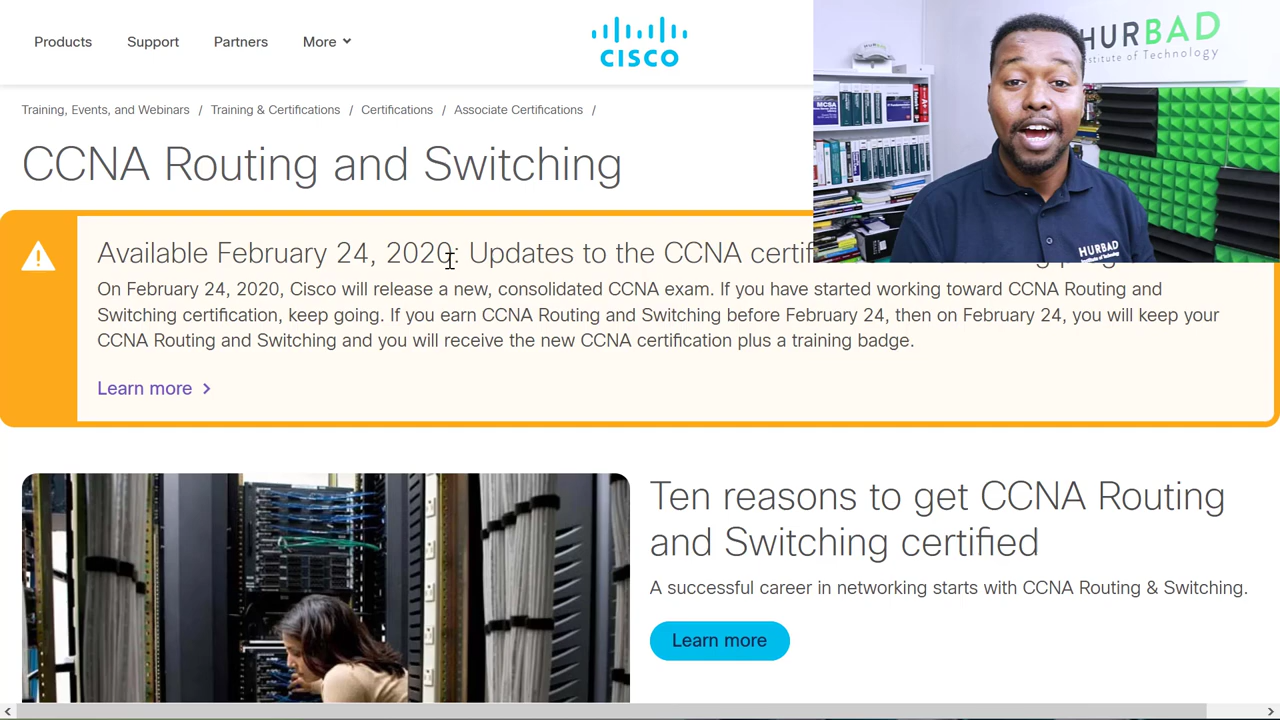 Products Support Partners More
CISCO
HURBAD
Institute of Technology
MCSA
Training, Events, / / Certifications / Associate Certifications /
CCNA Routing and Switching
HURBAD
Available February 24, 2020: Updates to the CCNA
On February 24, 2020, Cisco will release a new, consolidated CCNA exam. If you have started working toward CCNA Routing and
Switching certification, keep going. If you earn CCNA Routing and Switching before February 24, then on February 24, you will keep your
CCNA Routing and Switching and you will receive the new CCNA certification plus a training badge.
Learn more >
Ten reasons to get CCNA Routing
and Switching certified
A successful career in networking starts with CCNA Routing & Switching.
Learn more